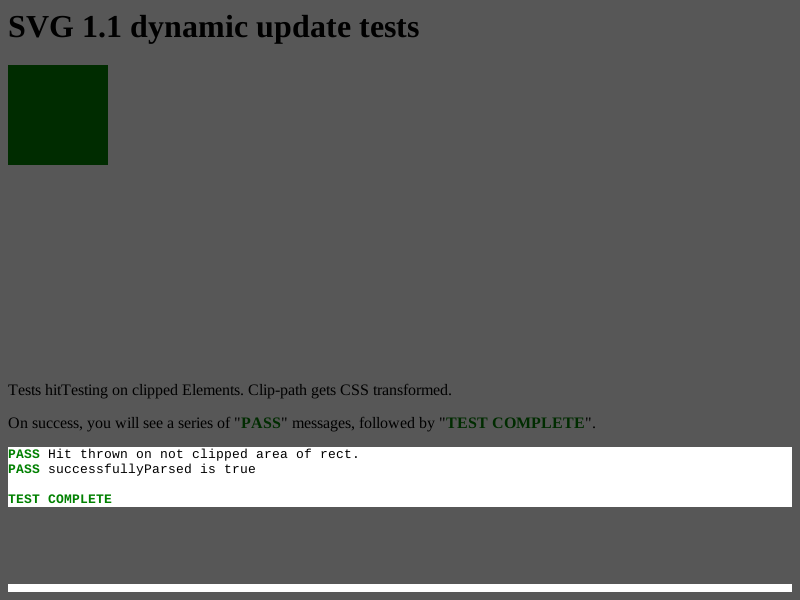 SVG 1.1 dynamic update tests
Tests hitTesting on clipped Elements. Clip-path gets CSS transformed.
On success, you will see a series of "PASS" messages, followed by "TEST COMPLETE".
PASS Hit thrown on not clipped area of rect.
PASS successfullyParsed is true
TEST COMPLETE